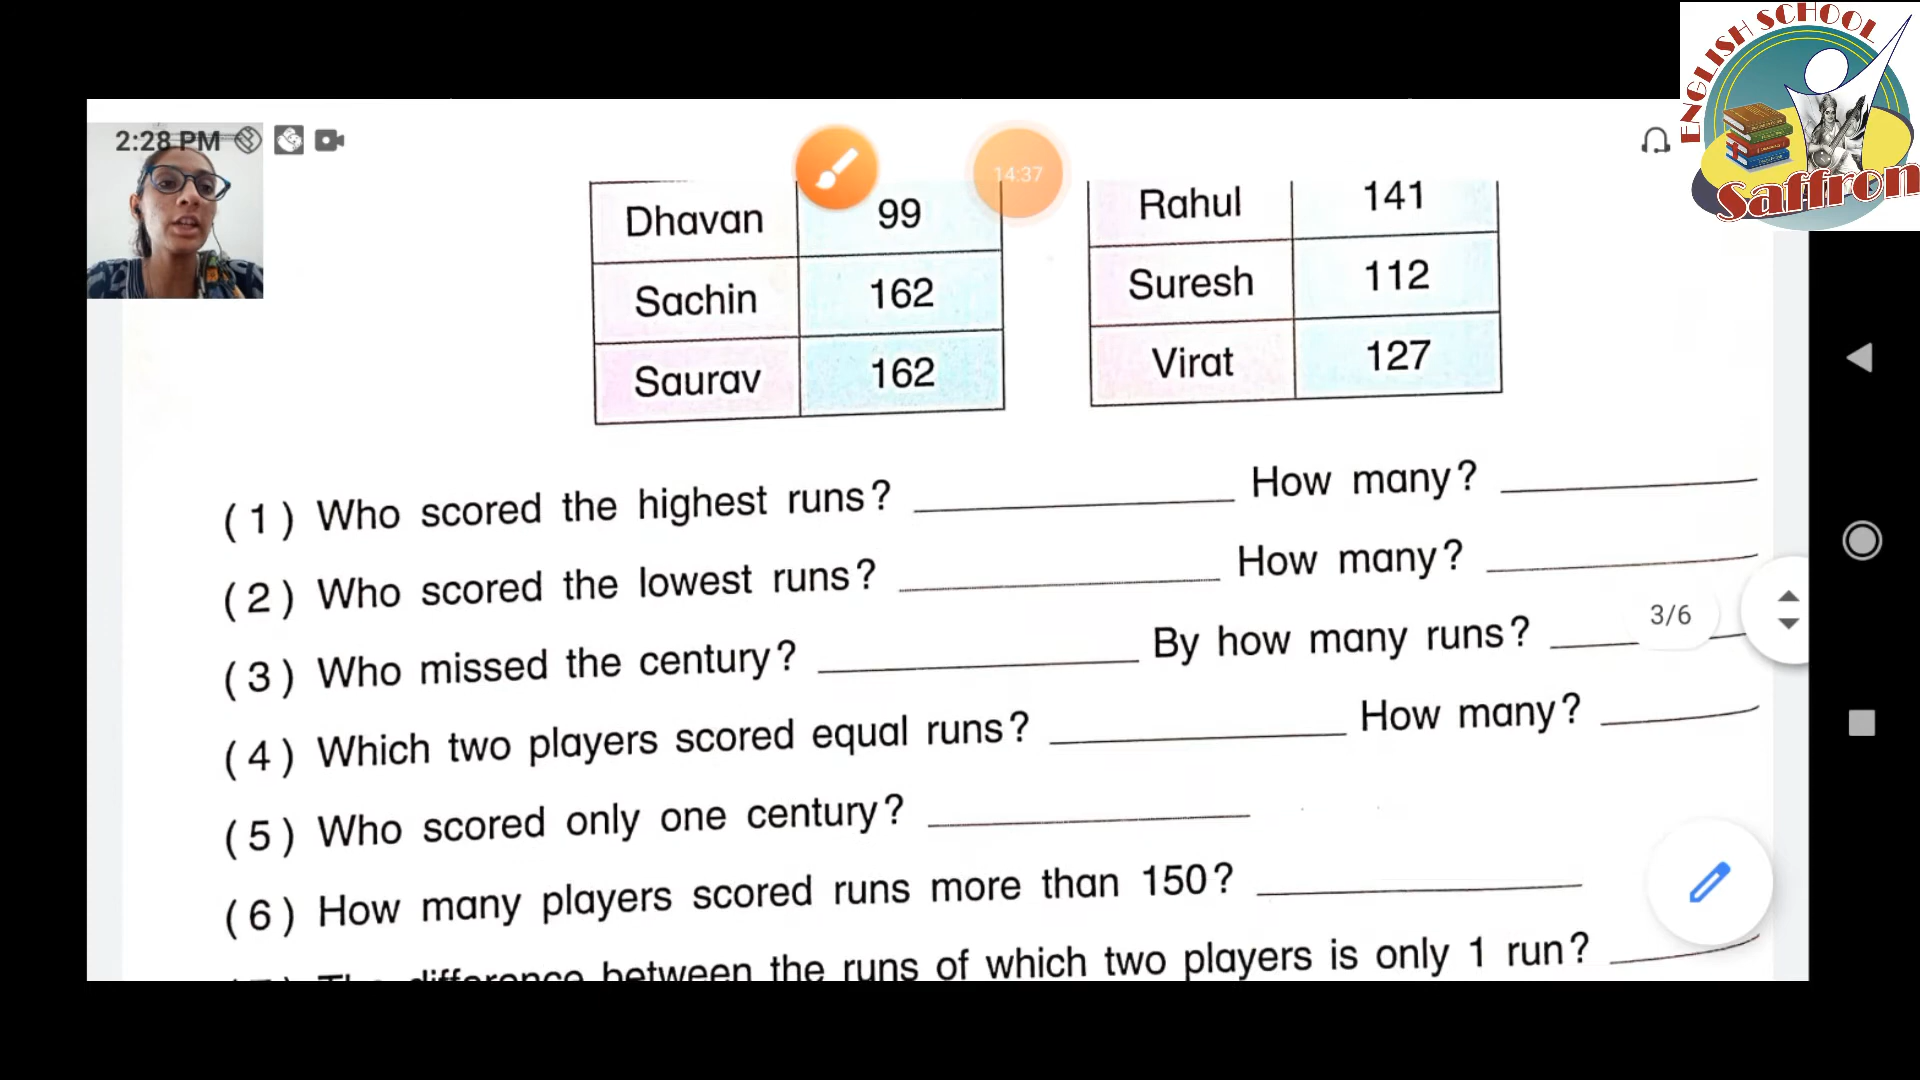 ENGLISH SCHOOL
Saffron
2:28 PM
14:37
Dhavan 99
Sachin 162
Saurav 162
Rahul 141
Suresh 112
Virat 127
(1) Who scored the highest runs? How many?
(2) Who scored the lowest runs? How many?
(3) Who missed the century? By how many runs?
3/6
(4) Which two players scored equal runs? How many?
(5) Who scored only one century?
(6) How many players scored runs more than 150?
difference between the runs of which two players is only 1 run?